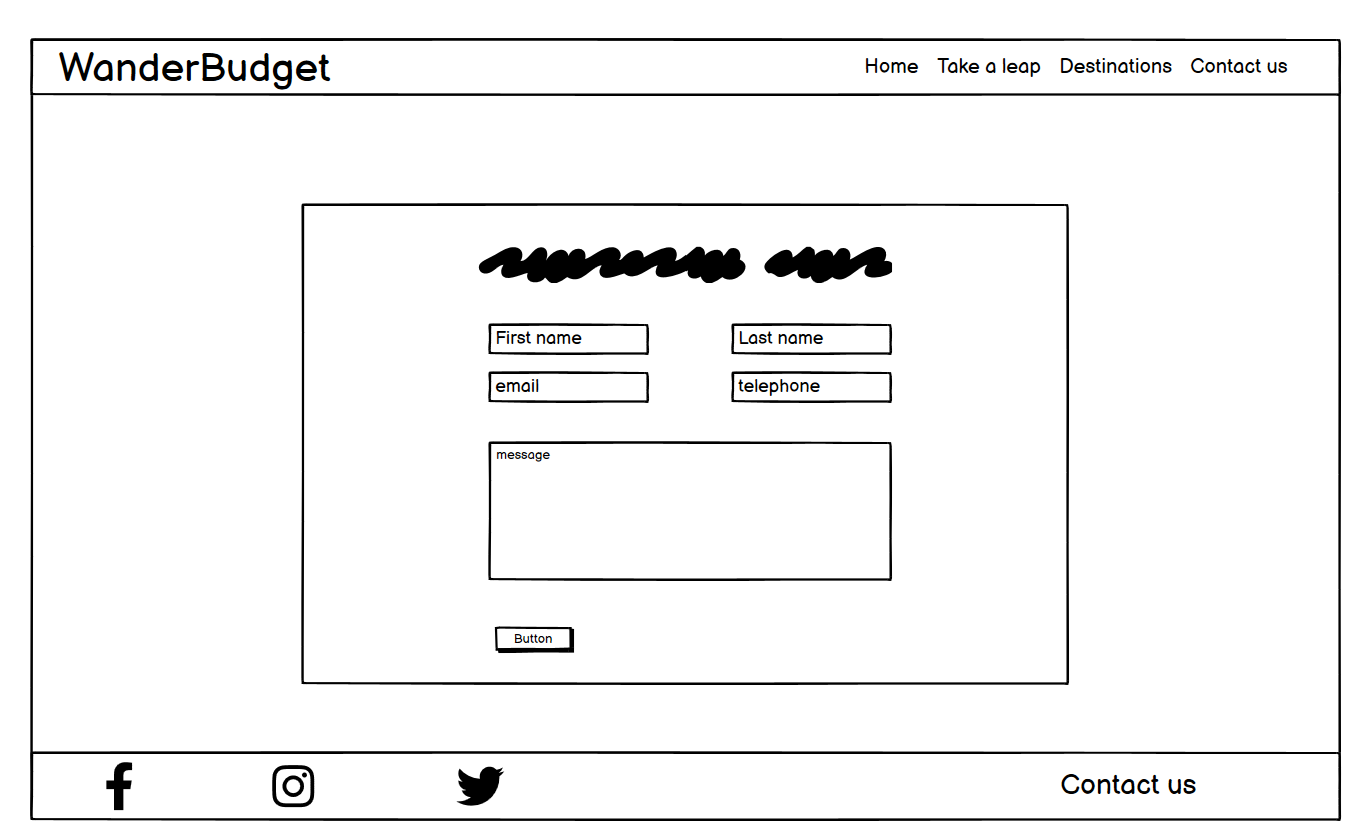 WanderBudget
Home Take a leap Destinations Contact us
First name Last name
email telephone
message
Button
Contact us